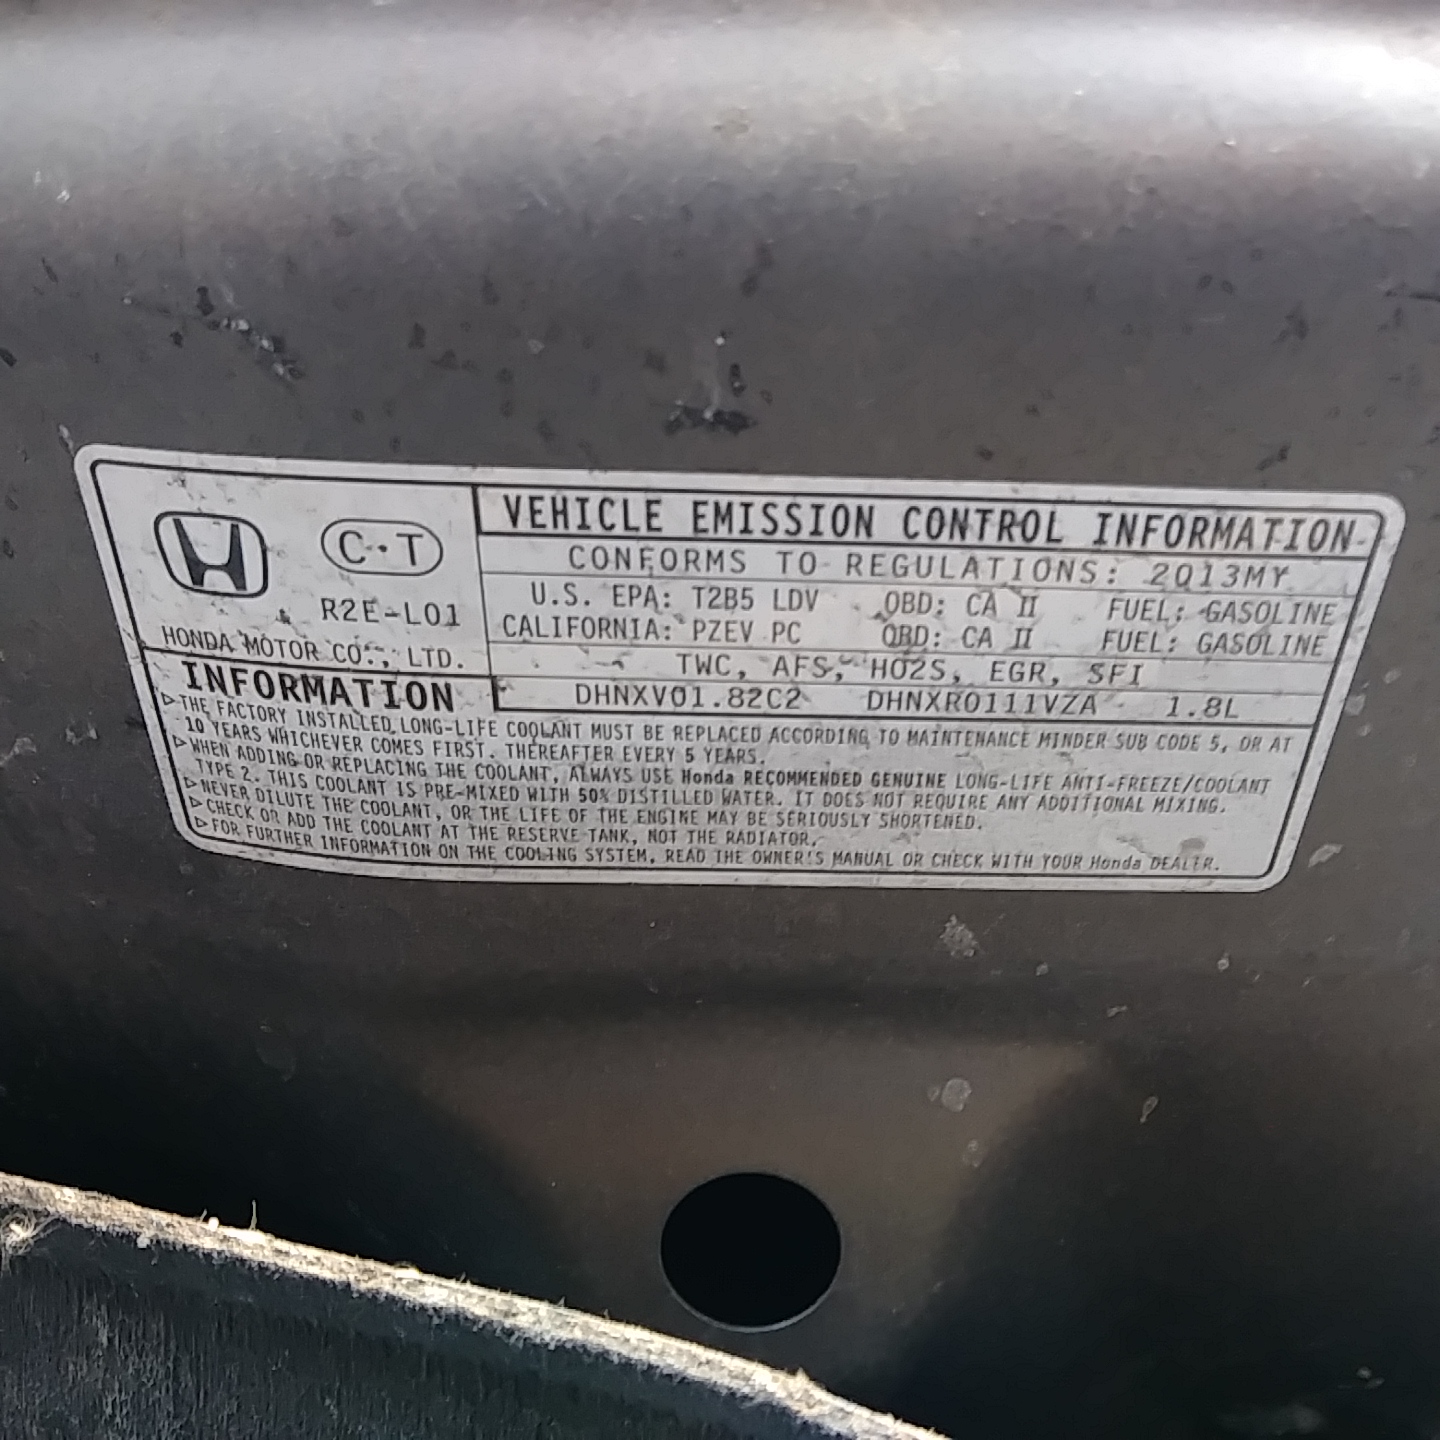 C·T
R2E-L01
HONDA MOTOR CO., LTD.
VEHICLE EMISSION CONTROL INFORMATION
CONFORMS TO REGULATIONS: 2013MY
U.S. EPA: T2B5 LDV OBD: CA II FUEL: GASOLINE
CALIFORNIA: PZEV PC OBD: CA II FUEL: GASOLINE
TWC, AFS, HO2S, EGR, SFI
DHNXV01.82C2 DHNXR0111VZA 1.8L
INFORMATION
▷THE FACTORY INSTALLED LONG-LIFE COOLANT MUST BE REPLACED ACCORDING TO MAINTENANCE MINDER SUB CODE 5, OR AT
10 YEARS WHICHEVER COMES FIRST. THEREAFTER EVERY 5 YEARS.
▷WHEN ADDING OR REPLACING THE COOLANT, ALWAYS USE Honda RECOMMENDED GENUINE LONG-LIFE ANTI-FREEZE/COOLANT
TYPE 2. THIS COOLANT IS PRE-MIXED WITH 50% DISTILLED WATER. IT DOES NOT REQUIRE ANY ADDITIONAL MIXING.
▷NEVER DILUTE THE COOLANT, OR THE LIFE OF THE ENGINE MAY BE SERIOUSLY SHORTENED.
▷CHECK OR ADD THE COOLANT AT THE RESERVE TANK, NOT THE RADIATOR.
▷FOR FURTHER INFORMATION ON THE COOLING SYSTEM, READ THE OWNER'S MANUAL OR CHECK WITH YOUR Honda DEALER.